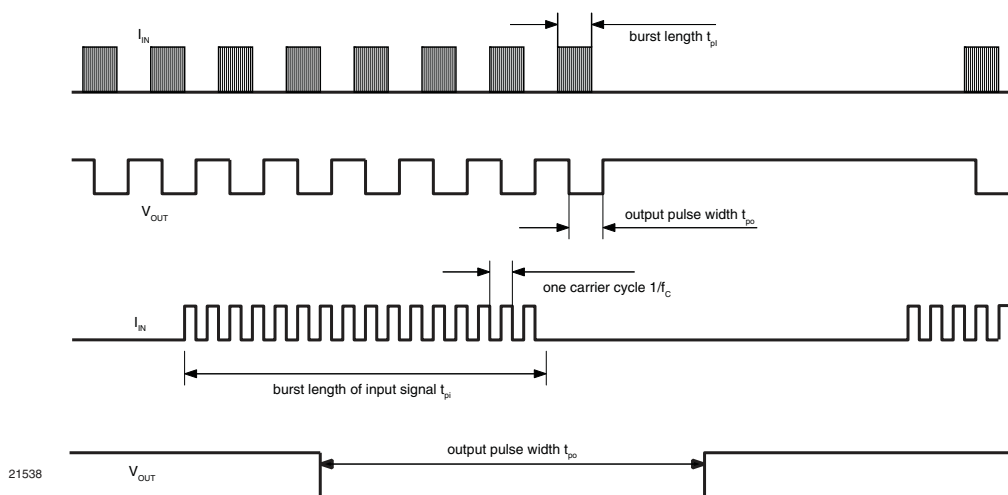 I_IN
burst length t_pi
V_OUT
output pulse width t_po
one carrier cycle 1/f_C
I_IN
burst length of input signal t_pi
output pulse width t_po
V_OUT
21538